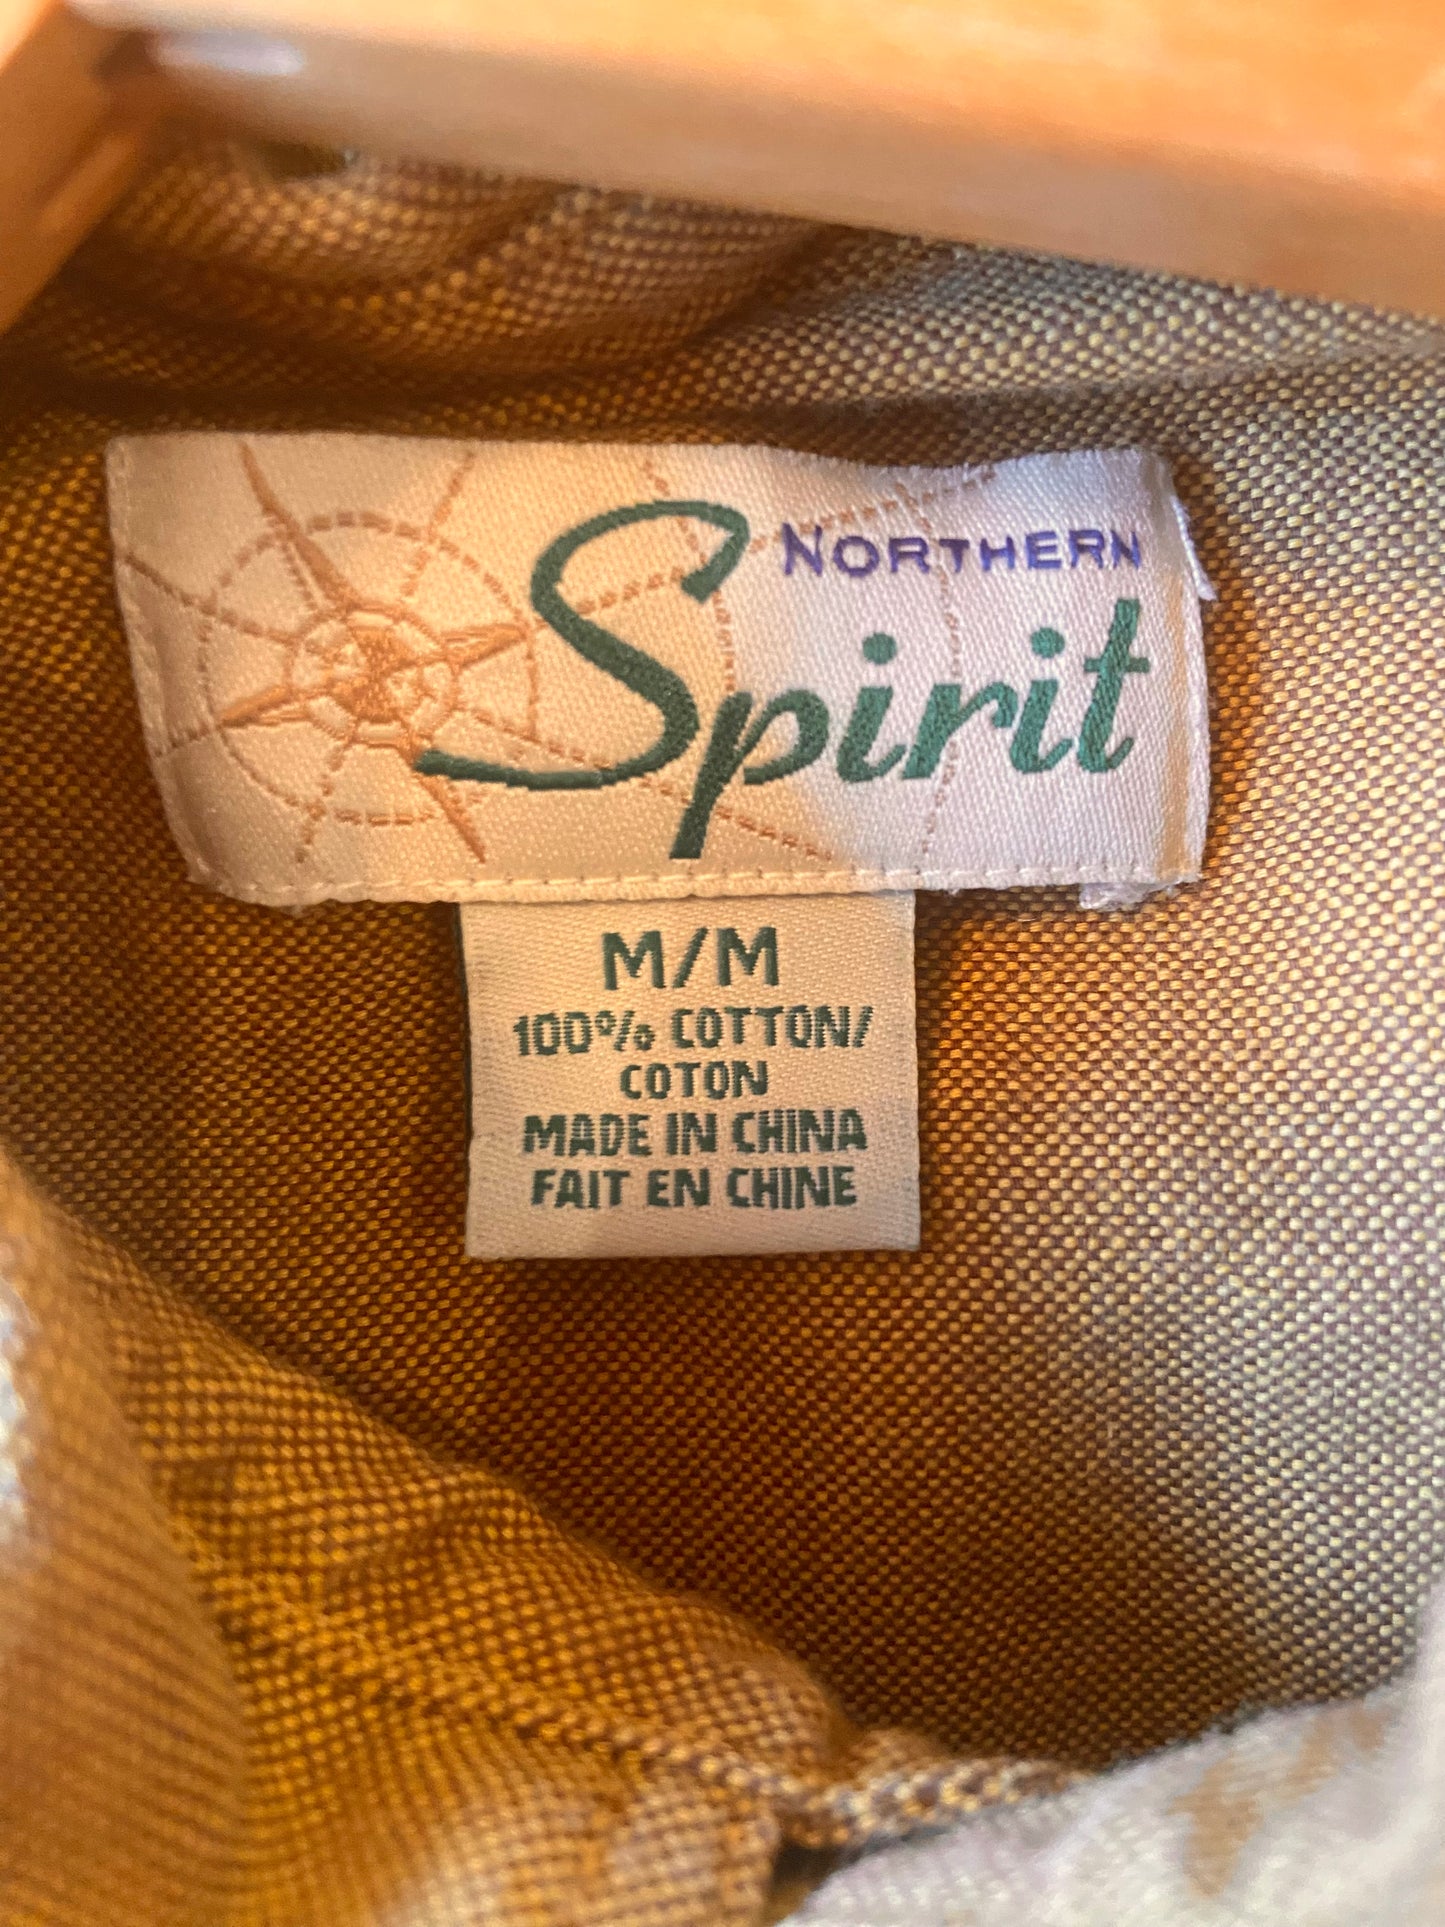 NORTHERN
Spirit
M/M
100% COTTON/
COTON
MADE IN CHINA
FAIT EN CHINE